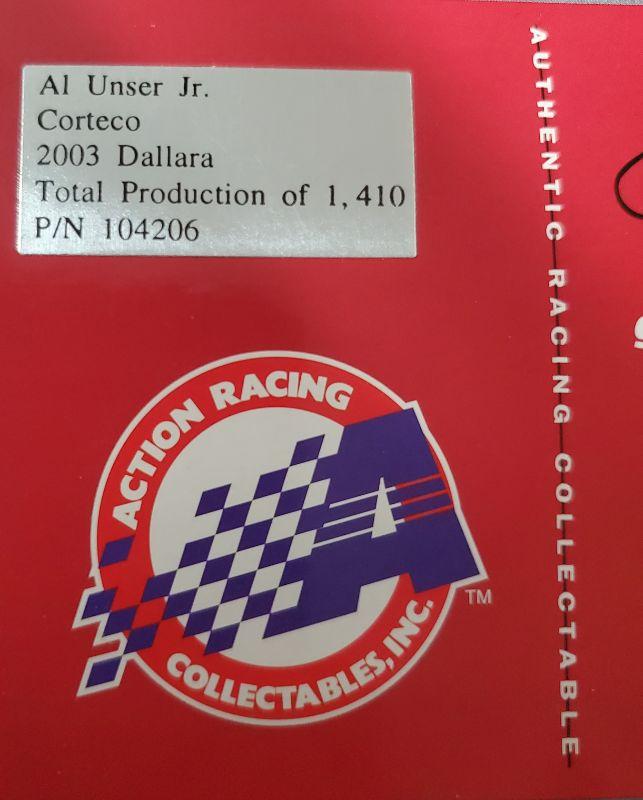 Al Unser Jr.
Corteco
2003 Dallara
Total Production of 1,410
P/N 104206
ACTION RACING
COLLECTABLES, INC.
TM
AUTHENTIC RACING COLLECTABLE